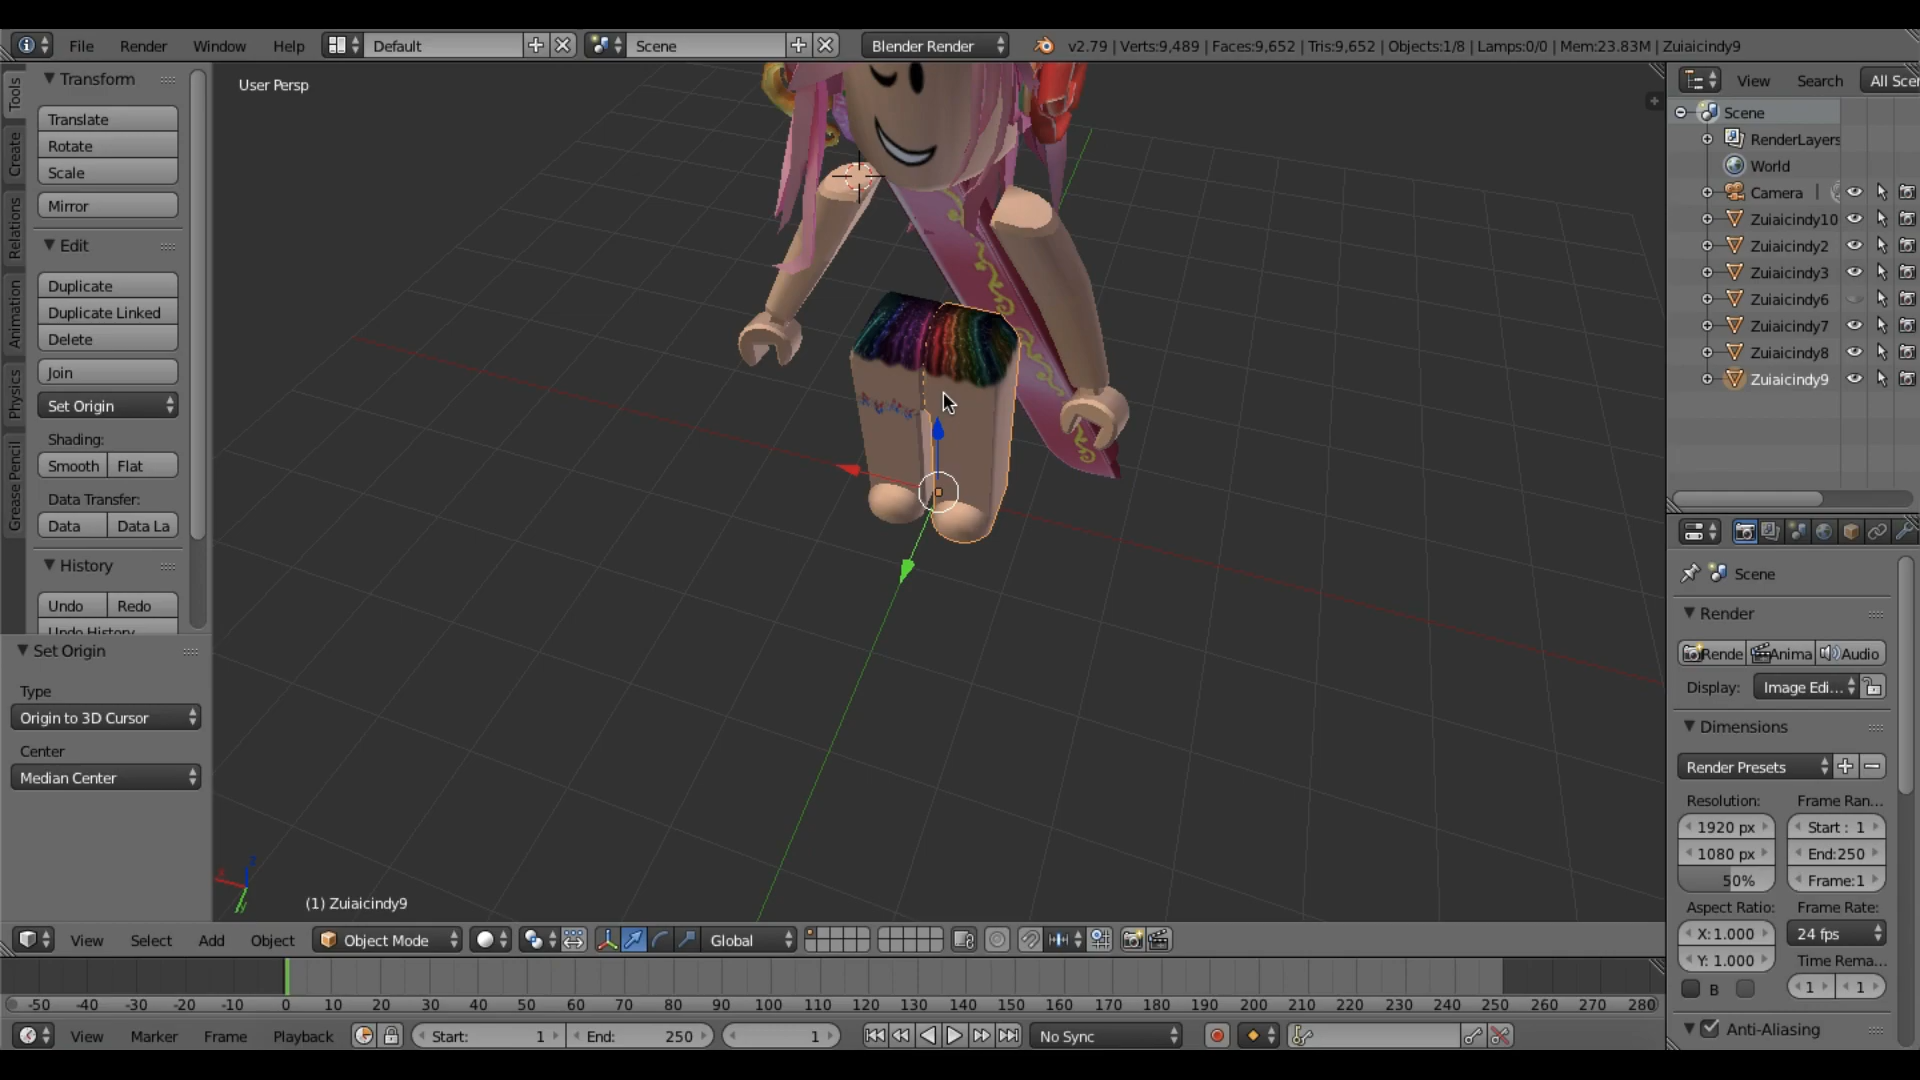 File Render Window Help Default Scene Blender Render v2.79 | Verts:9,489 | Faces:9,652 | Tris:9,652 | Objects:1/8 | Lamps:0/0 | Mem:23.83M | Zuiaicindy9
Tools
Create
Relations
Animation
Physics
Grease Pencil
Transform
Translate
Rotate
Scale
Mirror
Edit
Duplicate
Duplicate Linked
Delete
Join
Set Origin
Shading:
Smooth Flat
Data Transfer:
Data Data La
History
Undo Redo
Undo History
Set Origin
Type
Origin to 3D Cursor
Center
Median Center
User Persp
(1) Zuiaicindy9
View Search All Scer
Scene
RenderLayers
World
Camera
Zuiaicindy10
Zuiaicindy2
Zuiaicindy3
Zuiaicindy6
Zuiaicindy7
Zuiaicindy8
Zuiaicindy9
Scene
Render
Rende Anima Audio
Display: Image Edi...
Dimensions
Render Presets
Resolution: Frame Ran...
1920 px Start : 1
1080 px End:250
50% Frame:1
Aspect Ratio: Frame Rate:
X:1.000 24 fps
Y: 1.000 Time Rema...
B 1 1
Anti-Aliasing
View Select Add Object Object Mode Global
-50 -40 -30 -20 -10 0 10 20 30 40 50 60 70 80 90 100 110 120 130 140 150 160 170 180 190 200 210 220 230 240 250 260 270 280
View Marker Frame Playback Start: 1 End: 250 1 No Sync